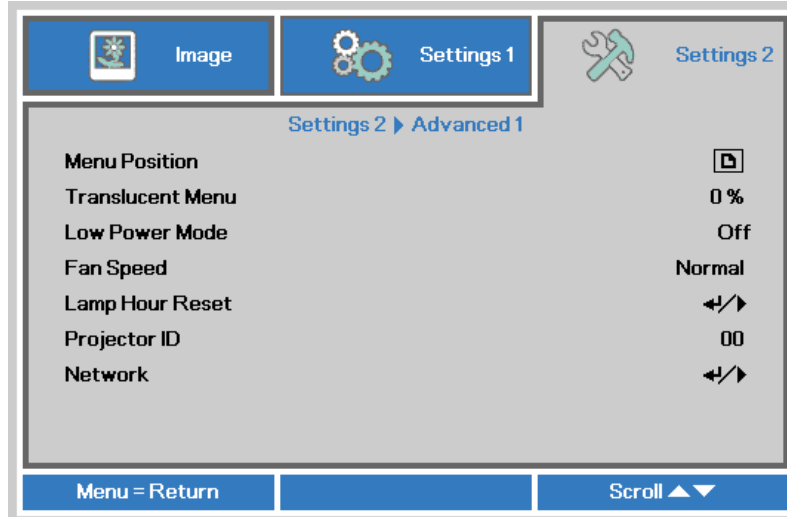 Image
Settings 1
Settings 2
Settings 2 ▶ Advanced 1
Menu Position
Translucent Menu 0 %
Low Power Mode Off
Fan Speed Normal
Lamp Hour Reset ↵/▶
Projector ID 00
Network ↵/▶
Menu = Return
Scroll ▲▼